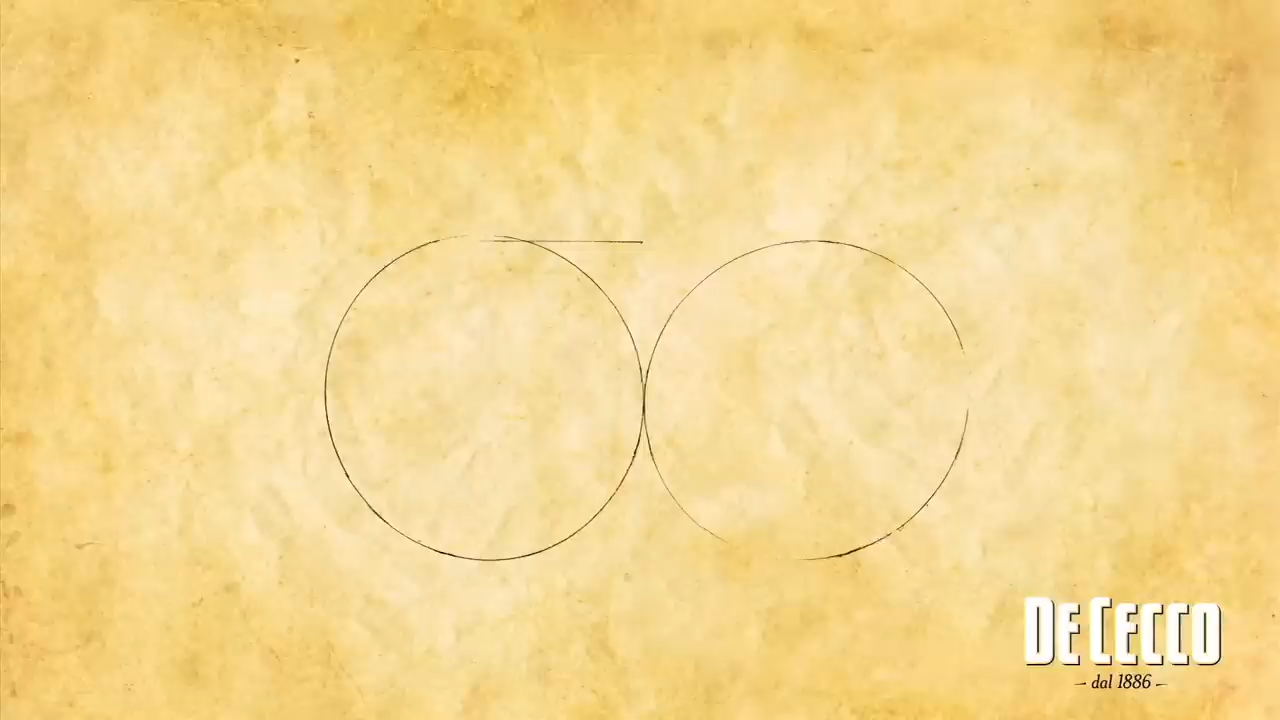 DE CECCO
– dal 1886 –